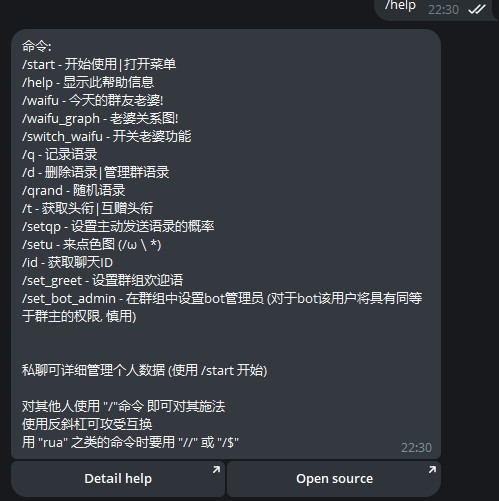 /help 22:30
命令:
/start - 开始使用|打开菜单
/help - 显示此帮助信息
/waifu - 今天的群友老婆!
/waifu_graph - 老婆关系图!
/switch_waifu - 开关老婆功能
/q - 记录语录
/d - 删除语录|管理群语录
/qrand - 随机语录
/t - 获取头衔|互赠头衔
/setqp - 设置主动发送语录的概率
/setu - 来点色图 (/ω \ *)
/id - 获取聊天ID
/set_greet - 设置群组欢迎语
/set_bot_admin - 在群组中设置bot管理员 (对于bot该用户将具有同等
于群主的权限, 慎用)
私聊可详细管理个人数据 (使用 /start 开始)
对其他人使用 "/"命令 即可对其施法
使用反斜杠可攻受互换
用 "rua" 之类的命令时要用 "//" 或 "/$"
22:30
Detail help
Open source